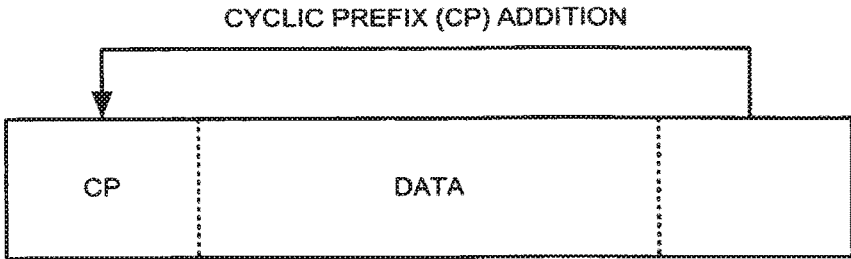 CYCLIC PREFIX (CP) ADDITION
CP
DATA